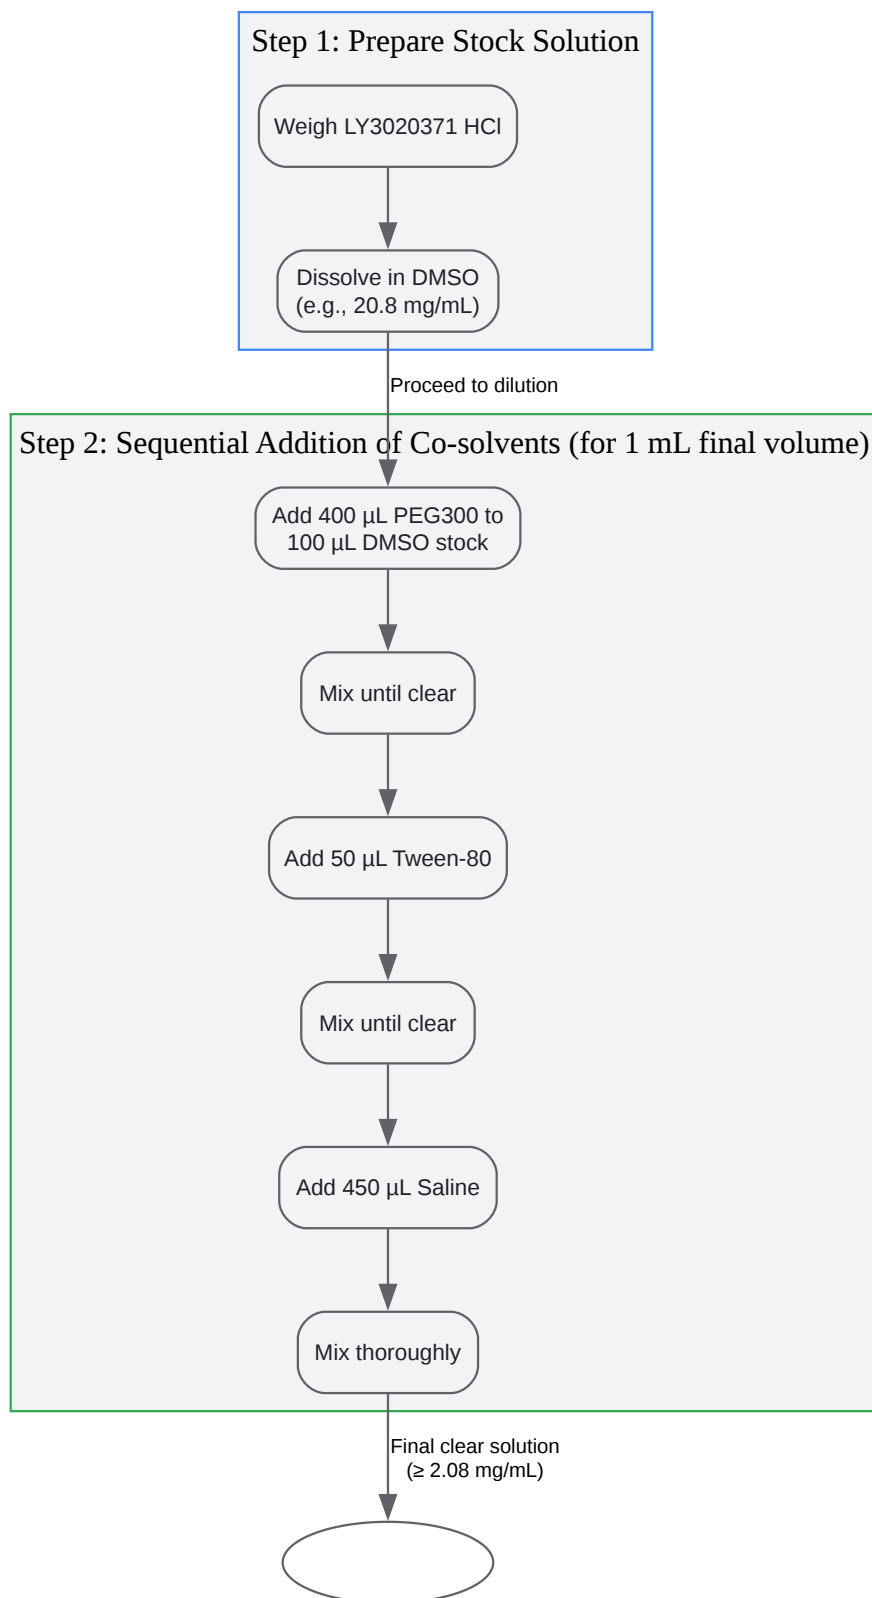 Step 1: Prepare Stock Solution
Weigh LY3020371 HCl
Dissolve in DMSO
(e.g., 20.8 mg/mL)
Proceed to dilution
Step 2: Sequential Addition of Co-solvents (for 1 mL final volume)
Add 400 µL PEG300 to
100 µL DMSO stock
Mix until clear
Add 50 µL Tween-80
Mix until clear
Add 450 µL Saline
Mix thoroughly
Final clear solution
(≥ 2.08 mg/mL)